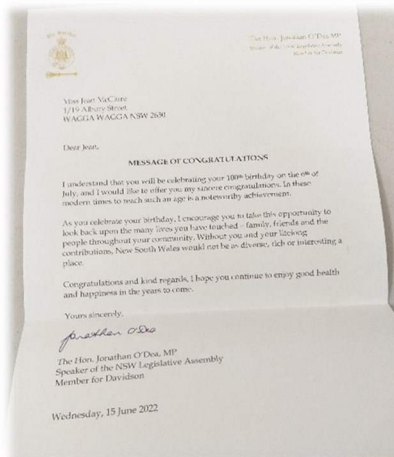 The Hon. Jonathan O'Dea, MP
Miss Jean McClure
1/19 Albury Street
WAGGA WAGGA NSW 2650
Dear Jean,
MESSAGE OF CONGRATULATIONS
I understand that you will be celebrating your 100th birthday on the 6th of
July, and I would like to offer you my sincere congratulations. In these
modern times to reach such an age is a noteworthy achievement.
As you celebrate your birthday, I encourage you to take this opportunity to
look back upon the many lives you have touched – family, friends and the
people throughout your community. Without you and your lifelong
contributions, New South Wales would not be as diverse, rich or interesting a
place.
Congratulations and kind regards, I hope you continue to enjoy good health
and happiness in the years to come.
Yours sincerely,
Jonathan O'Dea
The Hon. Jonathan O'Dea, MP
Speaker of the NSW Legislative Assembly
Member for Davidson
Wednesday, 15 June 2022